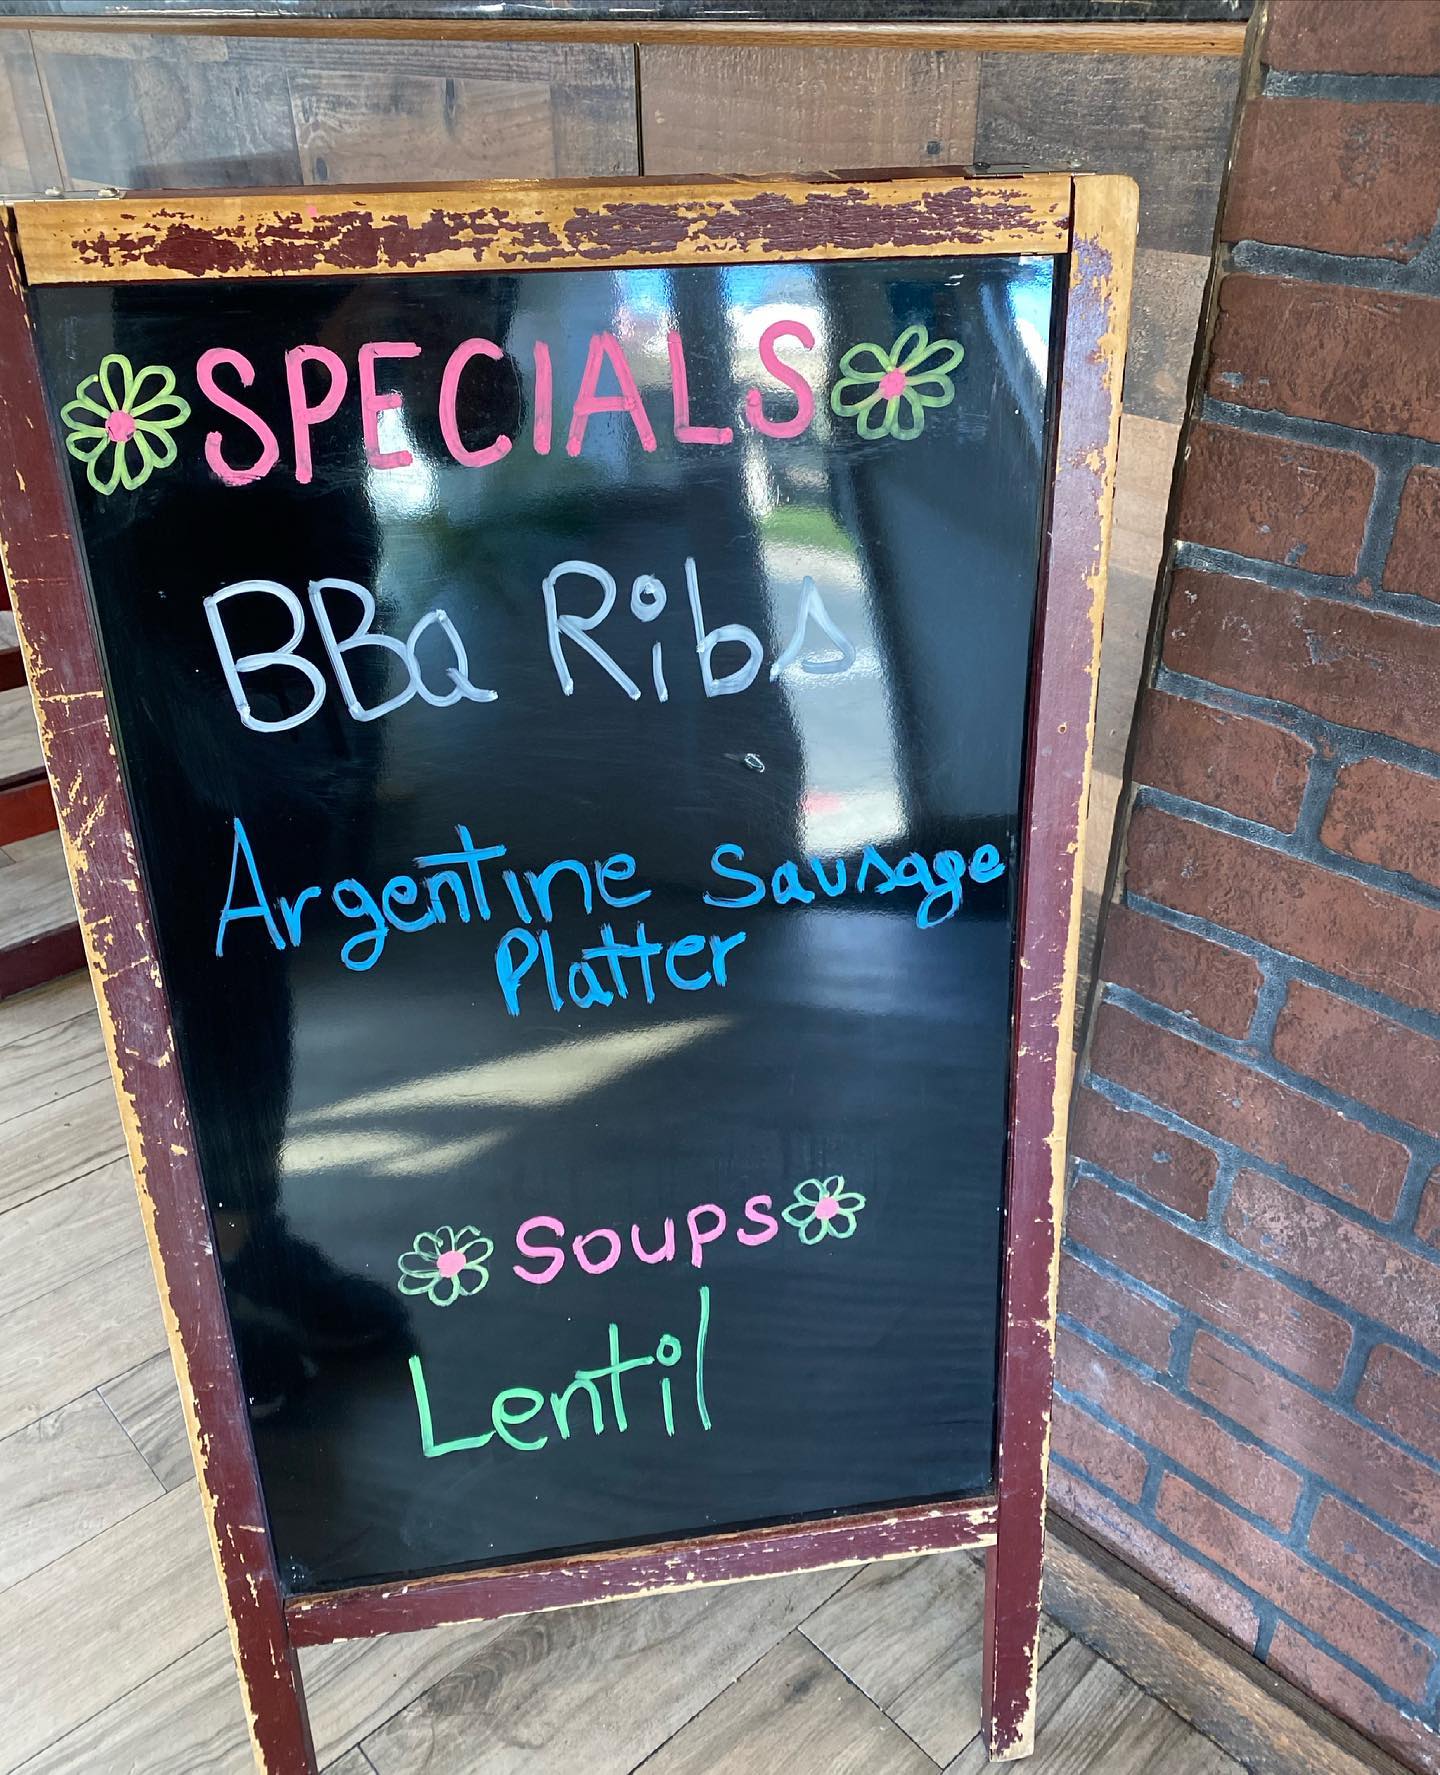 SPECIALS
BBQ Ribs
Argentine Sausage
Platter
Soups
Lentil